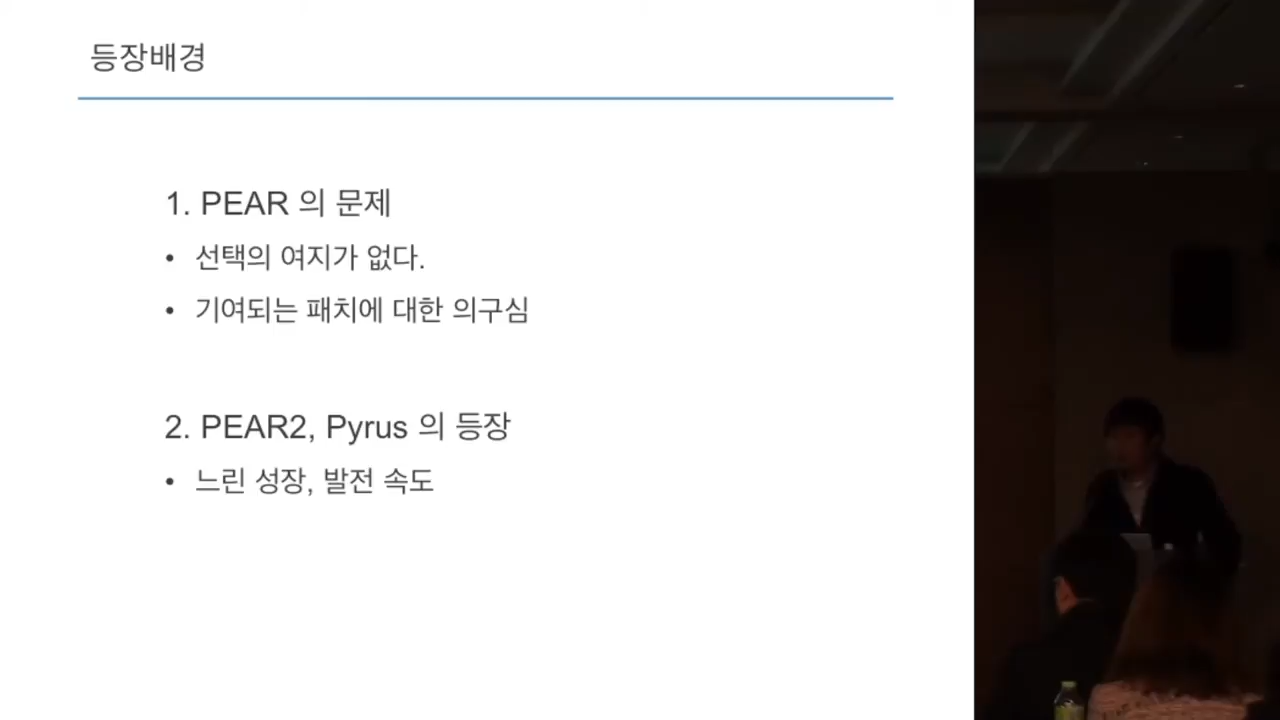 등장배경
1. PEAR 의 문제
• 선택의 여지가 없다.
• 기여되는 패치에 대한 의구심
2. PEAR2, Pyrus 의 등장
• 느린 성장, 발전 속도